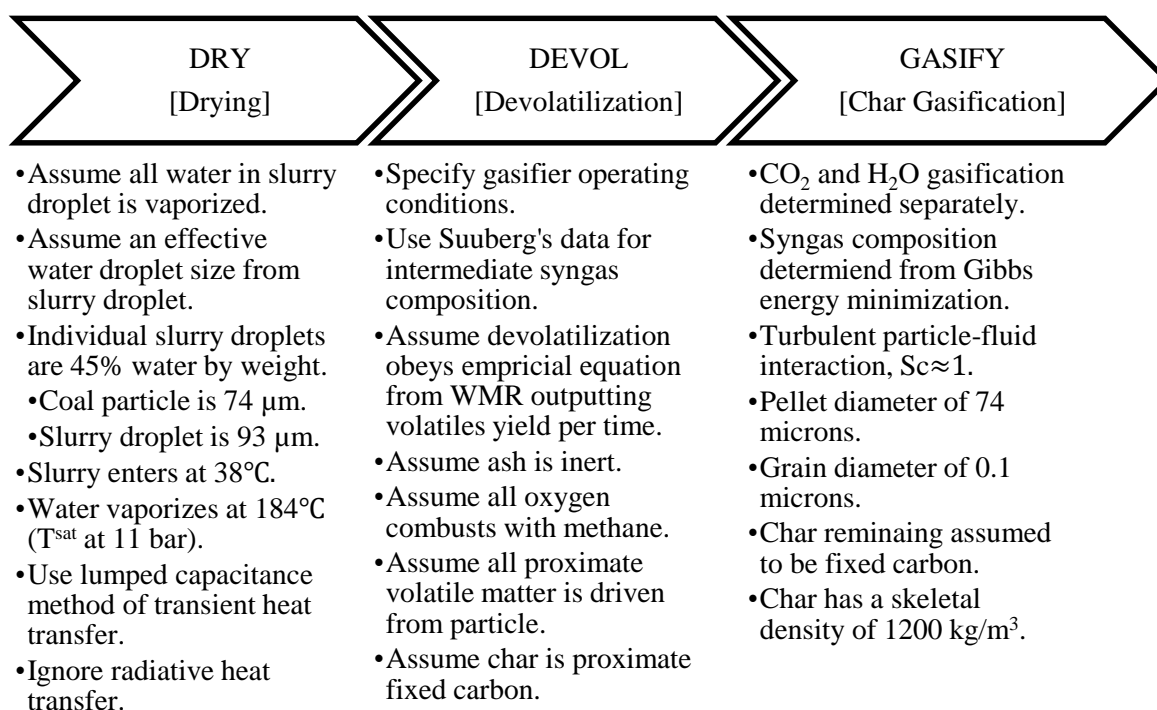 DRY
[Drying]
DEVOL
[Devolatilization]
GASIFY
[Char Gasification]
•Assume all water in slurry
droplet is vaporized.
•Assume an effective
water droplet size from
slurry droplet.
•Individual slurry droplets
are 45% water by weight.
•Coal particle is 74 μm.
•Slurry droplet is 93 μm.
•Slurry enters at 38℃.
•Water vaporizes at 184℃
(Tˢᵃᵗ at 11 bar).
•Use lumped capacitance
method of transient heat
transfer.
•Ignore radiative heat
transfer.
•Specify gasifier operating
conditions.
•Use Suuberg's data for
intermediate syngas
composition.
•Assume devolatilization
obeys empricial equation
from WMR outputting
volatiles yield per time.
•Assume ash is inert.
•Assume all oxygen
combusts with methane.
•Assume all proximate
volatile matter is driven
from particle.
•Assume char is proximate
fixed carbon.
•CO₂ and H₂O gasification
determined separately.
•Syngas composition
determiend from Gibbs
energy minimization.
•Turbulent particle-fluid
interaction, Sc≈1.
•Pellet diameter of 74
microns.
•Grain diameter of 0.1
microns.
•Char reminaing assumed
to be fixed carbon.
•Char has a skeletal
density of 1200 kg/m³.